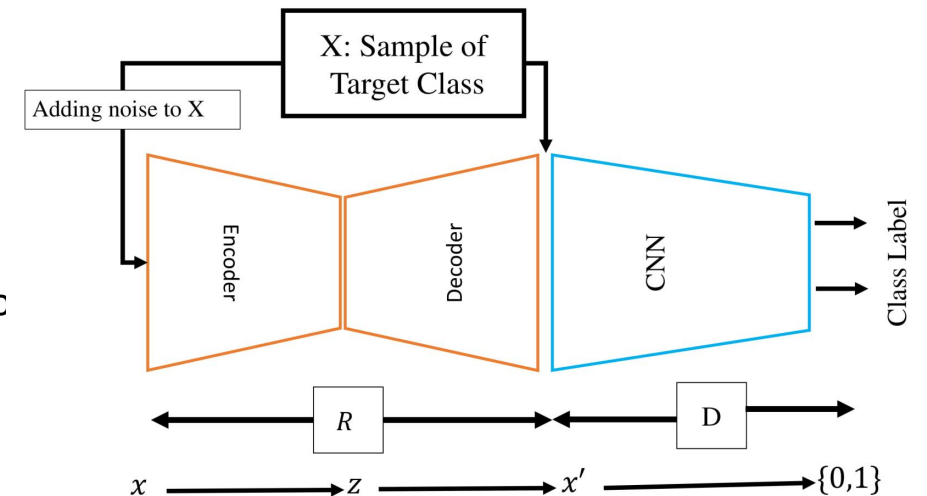 X: Sample of
Target Class
Adding noise to X
Encoder
Decoder
CNN
Class Label
R
D
x
z
x′
{0,1}